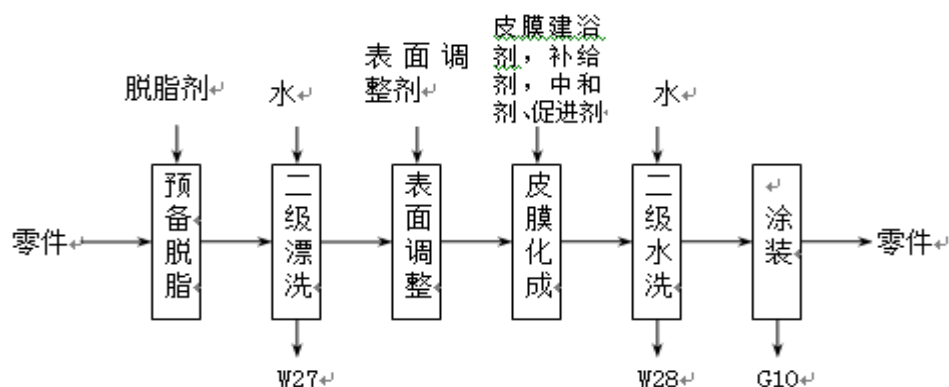 皮膜建浴
剂，补给
剂，中和
剂、促进剂
表面调
整剂
脱脂剂
水
水
零件
预备脱脂
二级漂洗
表面调整
皮膜化成
二级水洗
涂装
零件
W27
W28
G10